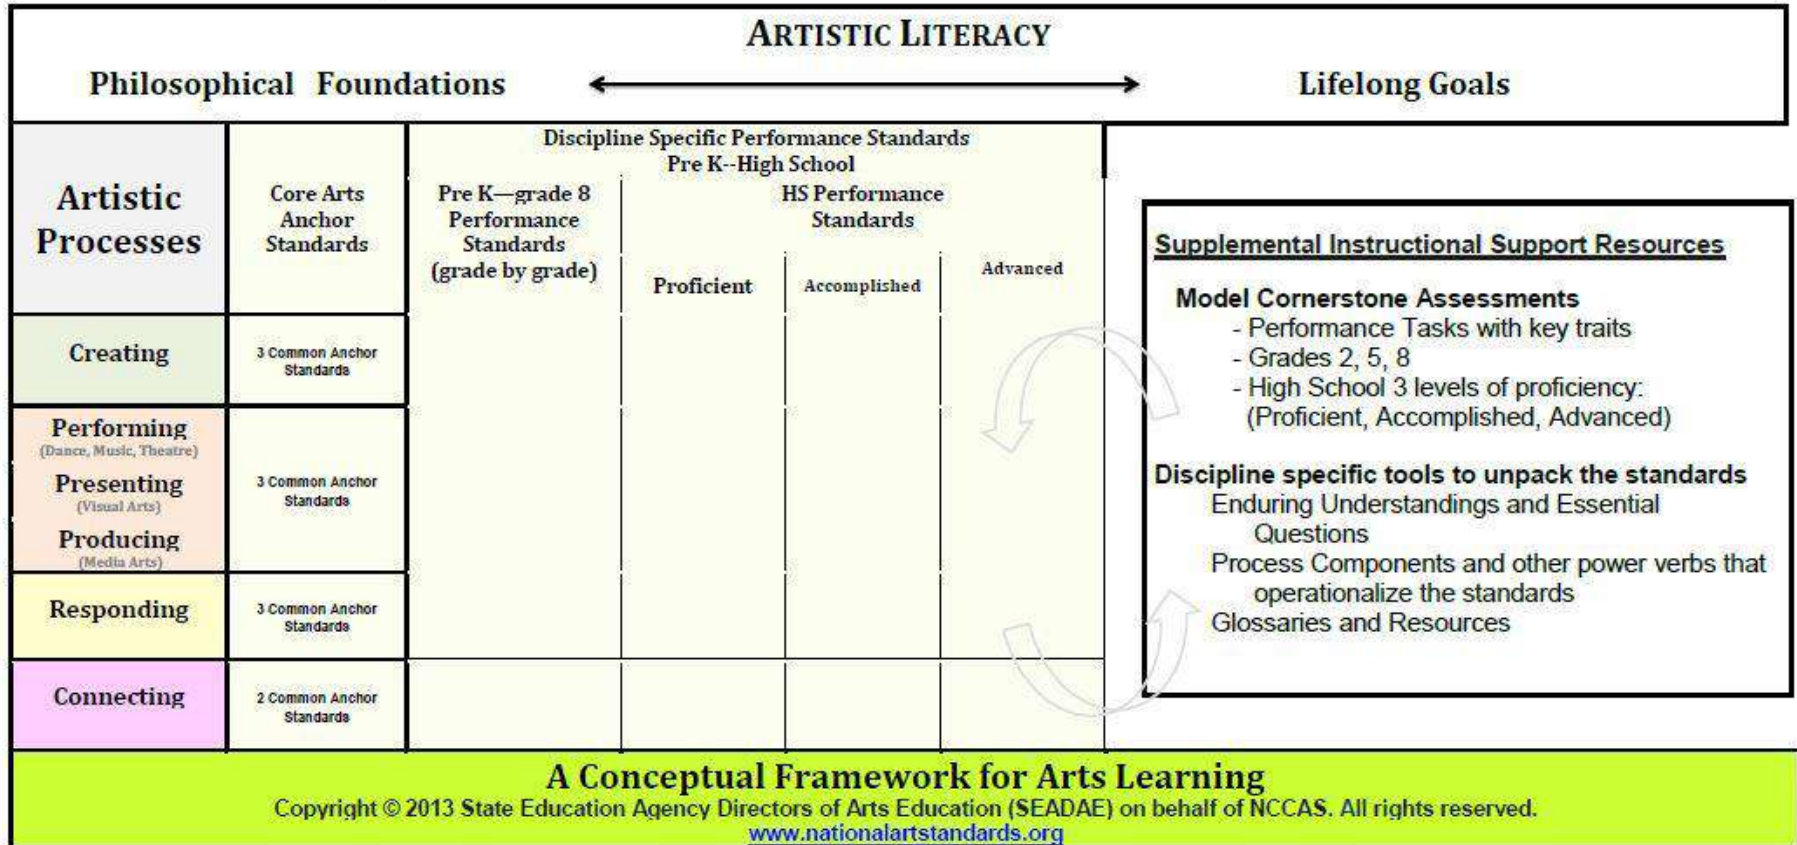 ARTISTIC LITERACY
Philosophical Foundations
Lifelong Goals
Artistic
Processes
Core Arts
Anchor
Standards
Discipline Specific Performance Standards
Pre K--High School
Pre K—grade 8
Performance
Standards
(grade by grade)
HS Performance
Standards
Proficient
Accomplished
Advanced
Creating
3 Common Anchor
Standards
Performing
(Dance, Music, Theatre)
Presenting
(Visual Arts)
Producing
(Media Arts)
3 Common Anchor
Standards
Responding
3 Common Anchor
Standards
Connecting
2 Common Anchor
Standards
Supplemental Instructional Support Resources
Model Cornerstone Assessments
- Performance Tasks with key traits
- Grades 2, 5, 8
- High School 3 levels of proficiency:
(Proficient, Accomplished, Advanced)
Discipline specific tools to unpack the standards
Enduring Understandings and Essential
Questions
Process Components and other power verbs that
operationalize the standards
Glossaries and Resources
A Conceptual Framework for Arts Learning
Copyright © 2013 State Education Agency Directors of Arts Education (SEADAE) on behalf of NCCAS. All rights reserved.
www.nationalartstandards.org